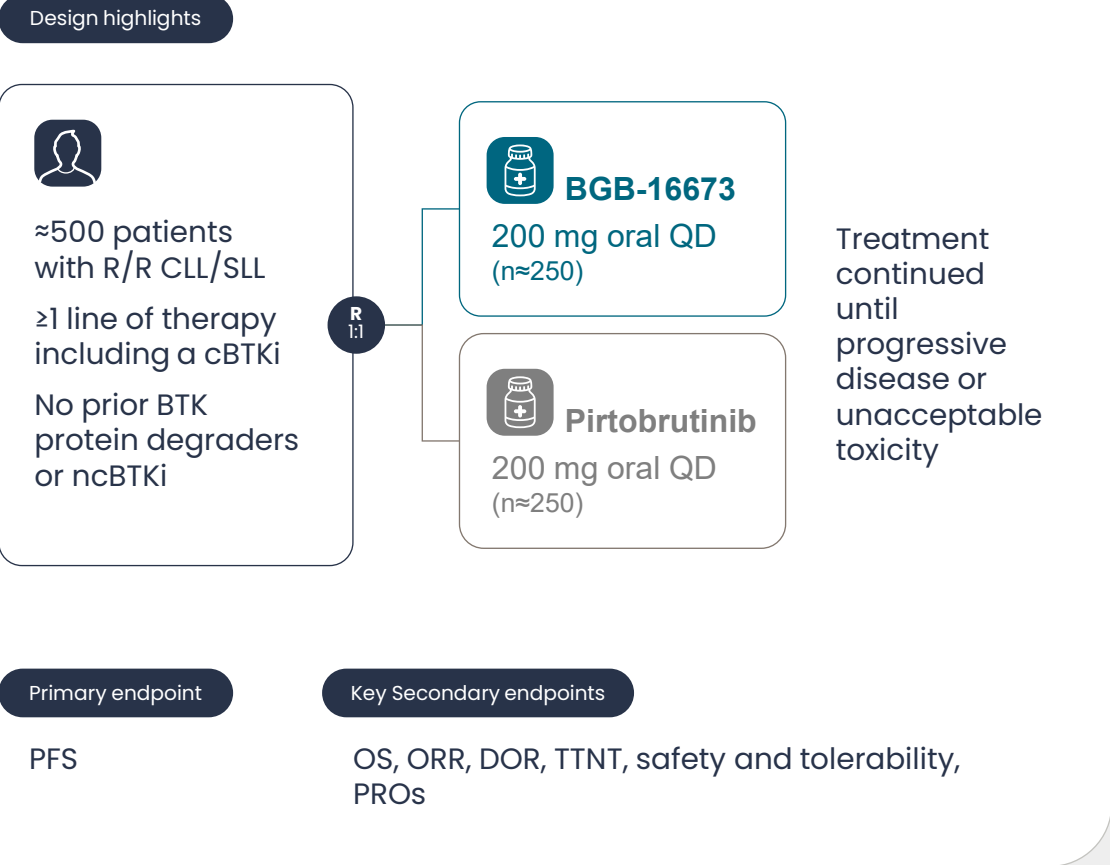 Design highlights
≈500 patients
with R/R CLL/SLL
≥1 line of therapy
including a cBTKi
No prior BTK
protein degraders
or ncBTKi
R
1:1
BGB-16673
200 mg oral QD
(n≈250)
Pirtobrutinib
200 mg oral QD
(n≈250)
Treatment
continued
until
progressive
disease or
unacceptable
toxicity
Primary endpoint
PFS
Key Secondary endpoints
OS, ORR, DOR, TTNT, safety and tolerability,
PROs